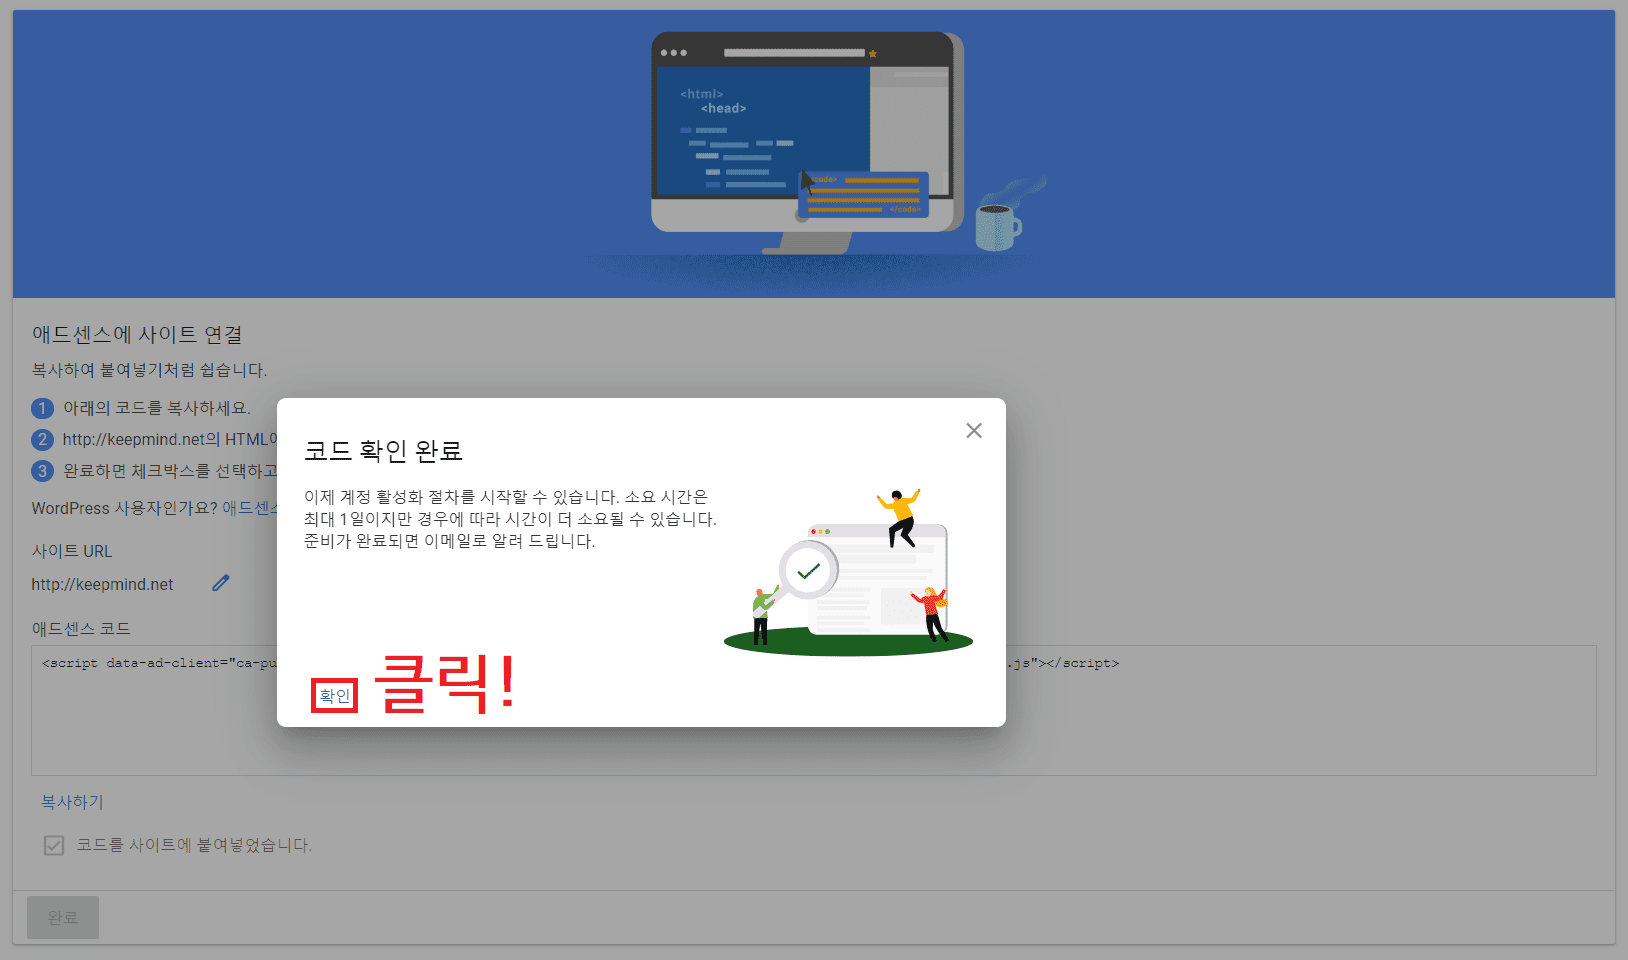 <html>
<head>
<code>
</code>
애드센스에 사이트 연결
복사하여 붙여넣기처럼 쉽습니다.
1 아래의 코드를 복사하세요.
2 http://keepmind.net의 HTML
3 완료하면 체크박스를 선택하고
WordPress 사용자인가요? 애드센스
사이트 URL
http://keepmind.net
애드센스 코드
<script data-ad-client="ca-pu
.js"></script>
복사하기
코드를 사이트에 붙여넣었습니다.
완료
코드 확인 완료
이제 계정 활성화 절차를 시작할 수 있습니다. 소요 시간은
최대 1일이지만 경우에 따라 시간이 더 소요될 수 있습니다.
준비가 완료되면 이메일로 알려 드립니다.
확인 클릭!